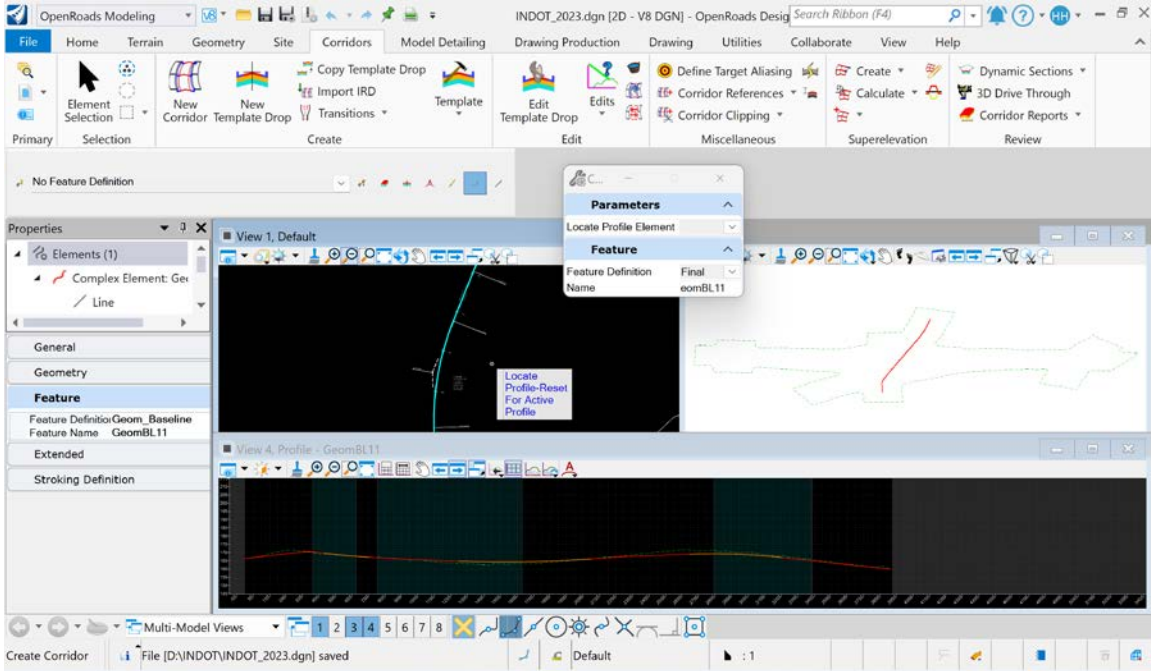 OpenRoads Modeling
INDOT_2023.dgn [2D - V8 DGN] - OpenRoads Desig
Search Ribbon (F4)
HH
File Home Terrain Geometry Site Corridors Model Detailing Drawing Production Drawing Utilities Collaborate View Help
Element Selection
New Corridor
New Template Drop
Copy Template Drop
Import IRD
Transitions
Template
Edit Template Drop
Edits
Define Target Aliasing
Corridor References
Corridor Clipping
Create
Calculate
Dynamic Sections
3D Drive Through
Corridor Reports
Primary Selection Create Edit Miscellaneous Superelevation Review
No Feature Definition
C...
Parameters
Locate Profile Element
Feature
Feature Definition Final
Name eomBL11
Properties
Elements (1)
Complex Element: Geo
Line
General
Geometry
Feature
Feature Definitio Geom_Baseline
Feature Name GeomBL11
Extended
Stroking Definition
View 1, Default
Locate
Profile-Reset
For Active
Profile
View 4, Profile - GeomBL11
Multi-Model Views 1 2 3 4 5 6 7 8
Create Corridor
File [D:\INDOT\INDOT_2023.dgn] saved
Default
: 1